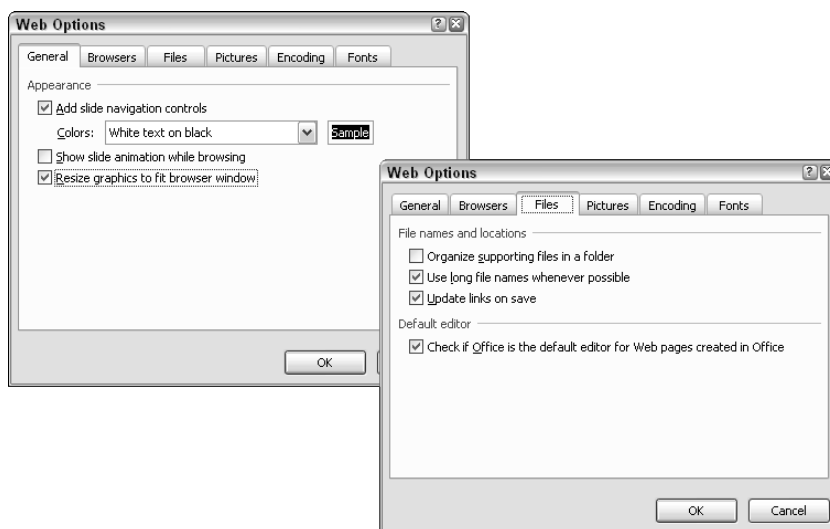 Web Options
General Browsers Files Pictures Encoding Fonts
Appearance
Add slide navigation controls
Colors: White text on black Sample
Show slide animation while browsing
Resize graphics to fit browser window
OK
Web Options
General Browsers Files Pictures Encoding Fonts
File names and locations
Organize supporting files in a folder
Use long file names whenever possible
Update links on save
Default editor
Check if Office is the default editor for Web pages created in Office
OK Cancel